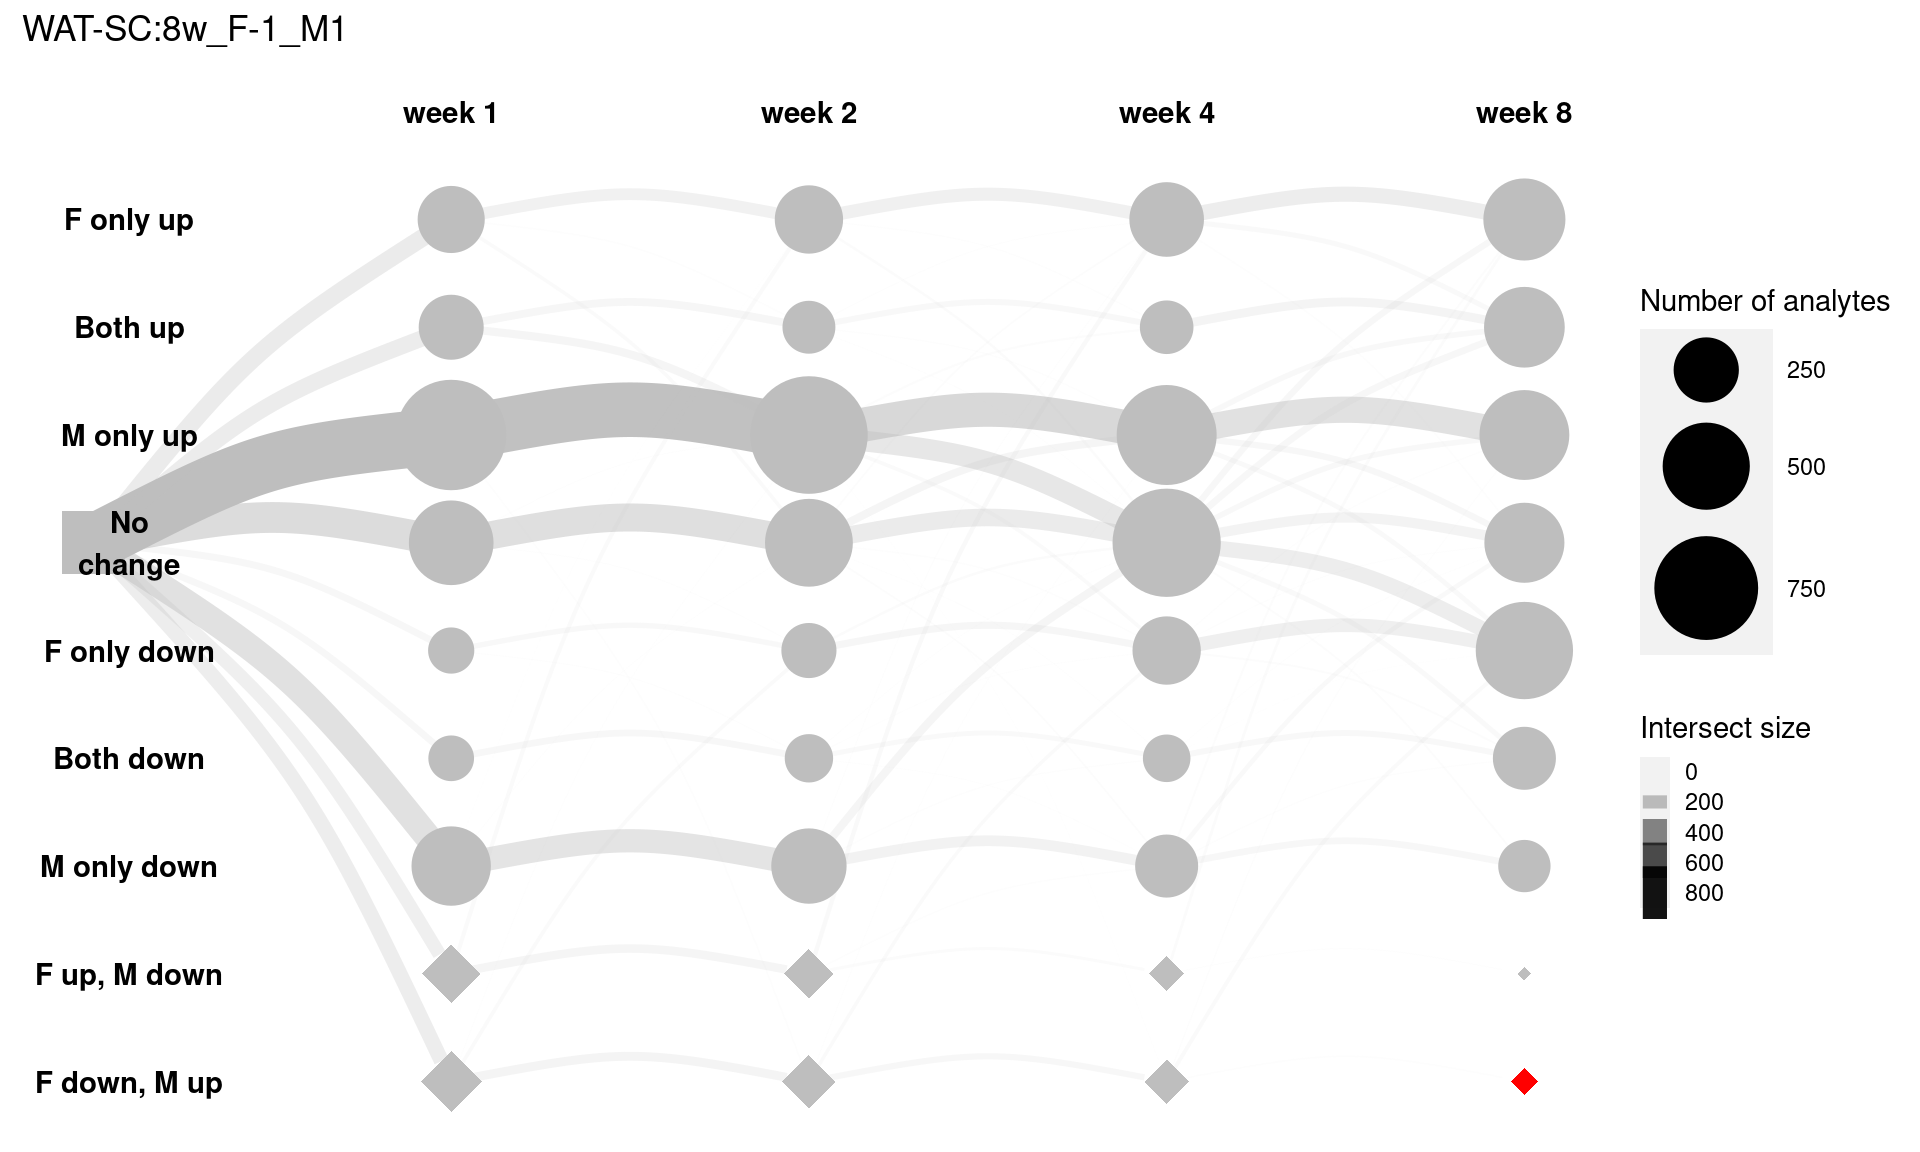 WAT-SC:8w_F-1_M1
week 1
week 2
week 4
week 8
F only up
Both up
M only up
No
change
F only down
Both down
M only down
F up, M down
F down, M up
Number of analytes
250
500
750
Intersect size
0
200
400
600
800